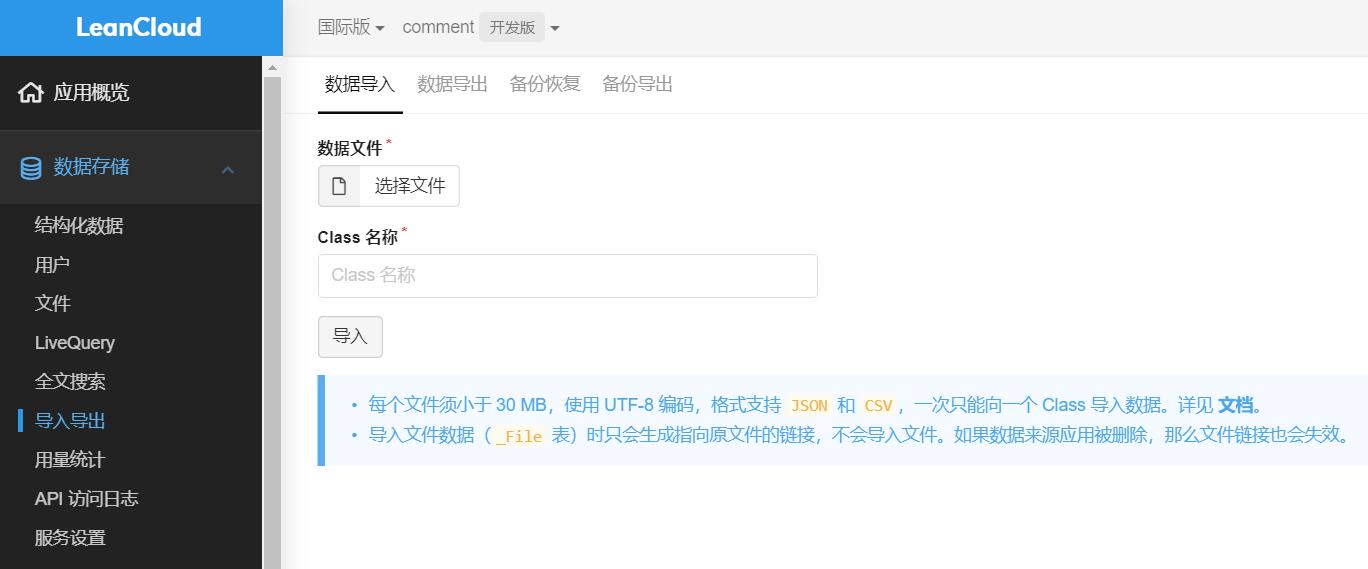 LeanCloud
国际版 comment 开发版
应用概览
数据导入 数据导出 备份恢复 备份导出
数据存储
结构化数据
用户
文件
LiveQuery
全文搜索
导入导出
用量统计
API 访问日志
服务设置
数据文件*
选择文件
Class 名称*
Class 名称
导入
• 每个文件须小于 30 MB，使用 UTF-8 编码，格式支持 JSON 和 CSV ，一次只能向一个 Class 导入数据。详见 文档。
• 导入文件数据（ _File 表）时只会生成指向原文件的链接，不会导入文件。如果数据来源应用被删除，那么文件链接也会失效。